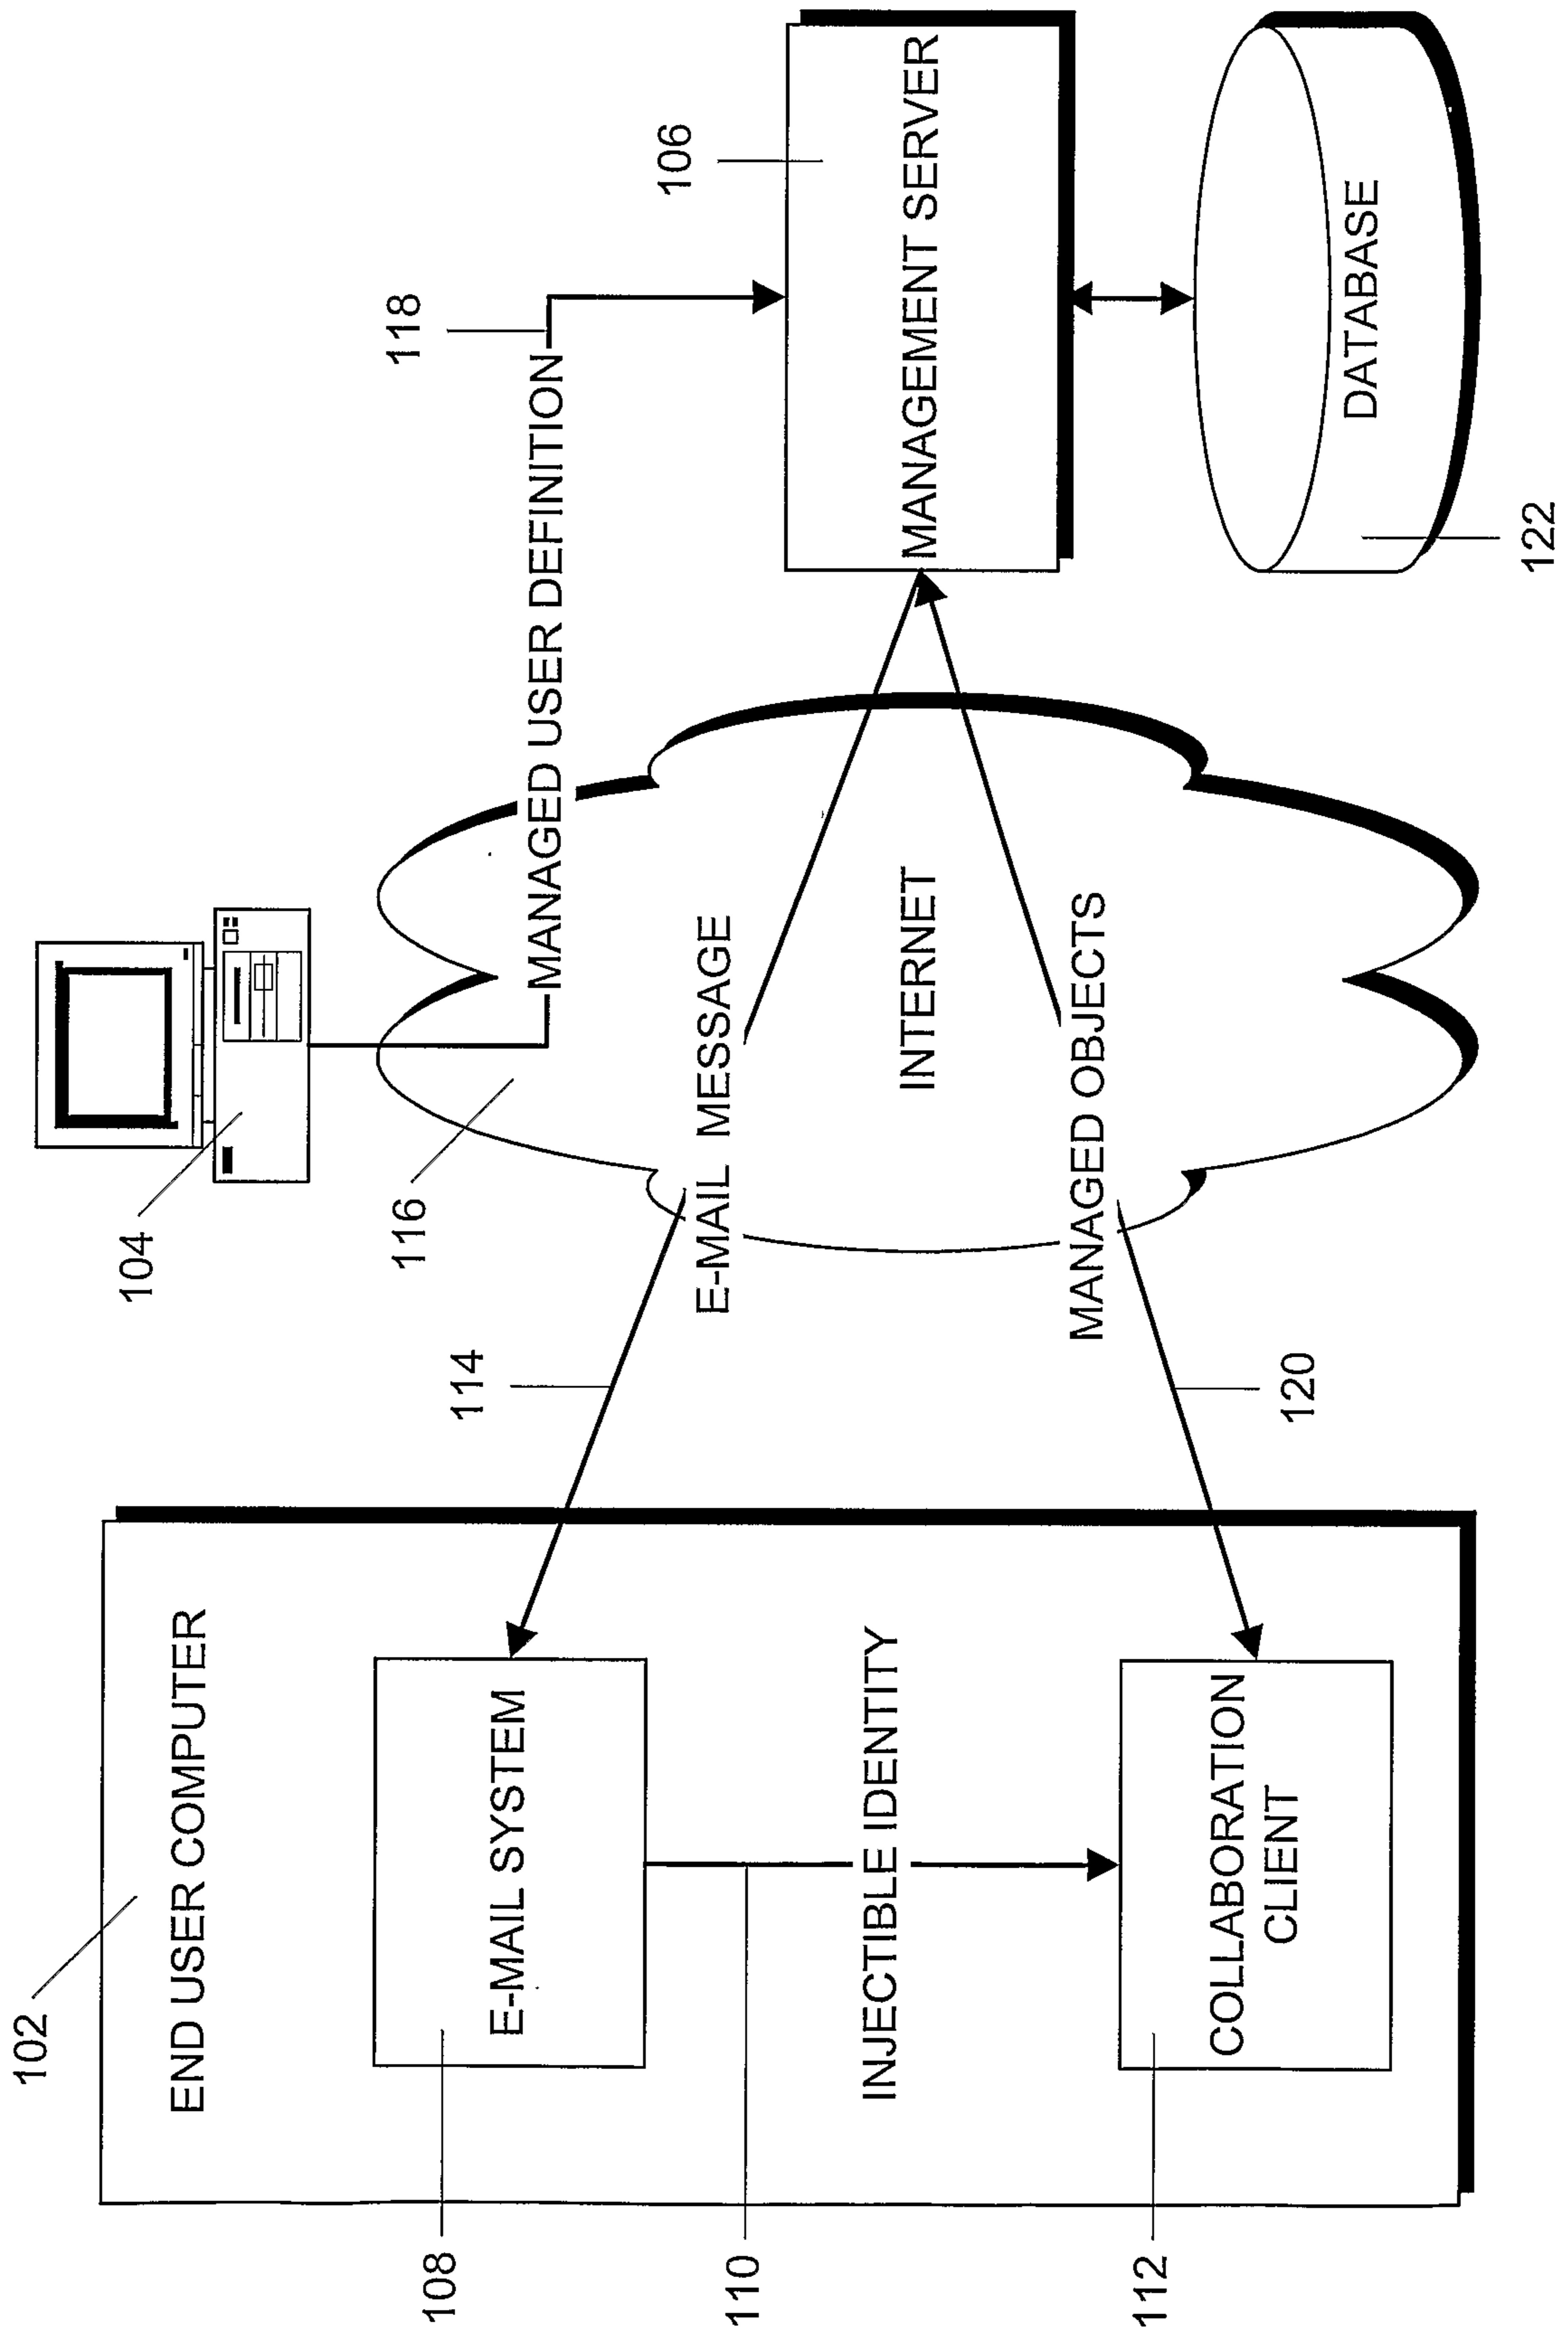 102
END USER COMPUTER
108
E-MAIL SYSTEM
110
INJECTIBLE IDENTITY
112
COLLABORATION
CLIENT
114
E-MAIL MESSAGE
120
MANAGED OBJECTS
104
116
INTERNET
118
MANAGED USER DEFINITION
106
MANAGEMENT SERVER
DATABASE
122